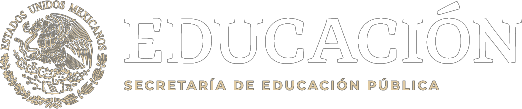 ESTADOS UNIDOS MEXICANOS
EDUCACIÓN
SECRETARÍA DE EDUCACIÓN PÚBLICA